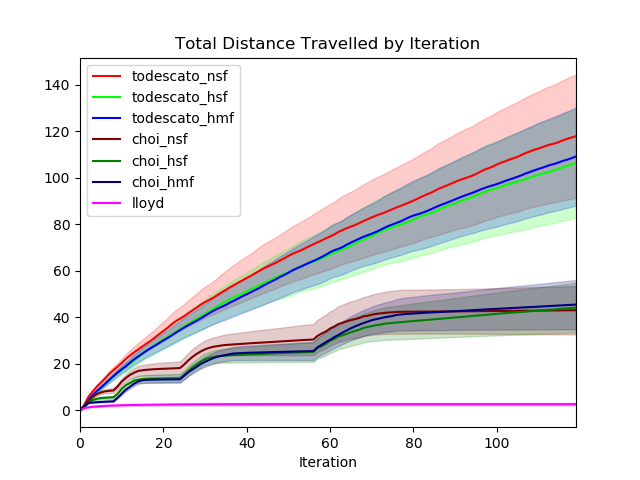 Total Distance Travelled by Iteration
140
120
100
80
60
40
20
0
todescato_nsf
todescato_hsf
todescato_hmf
choi_nsf
choi_hsf
choi_hmf
lloyd
0 20 40 60 80 100
Iteration